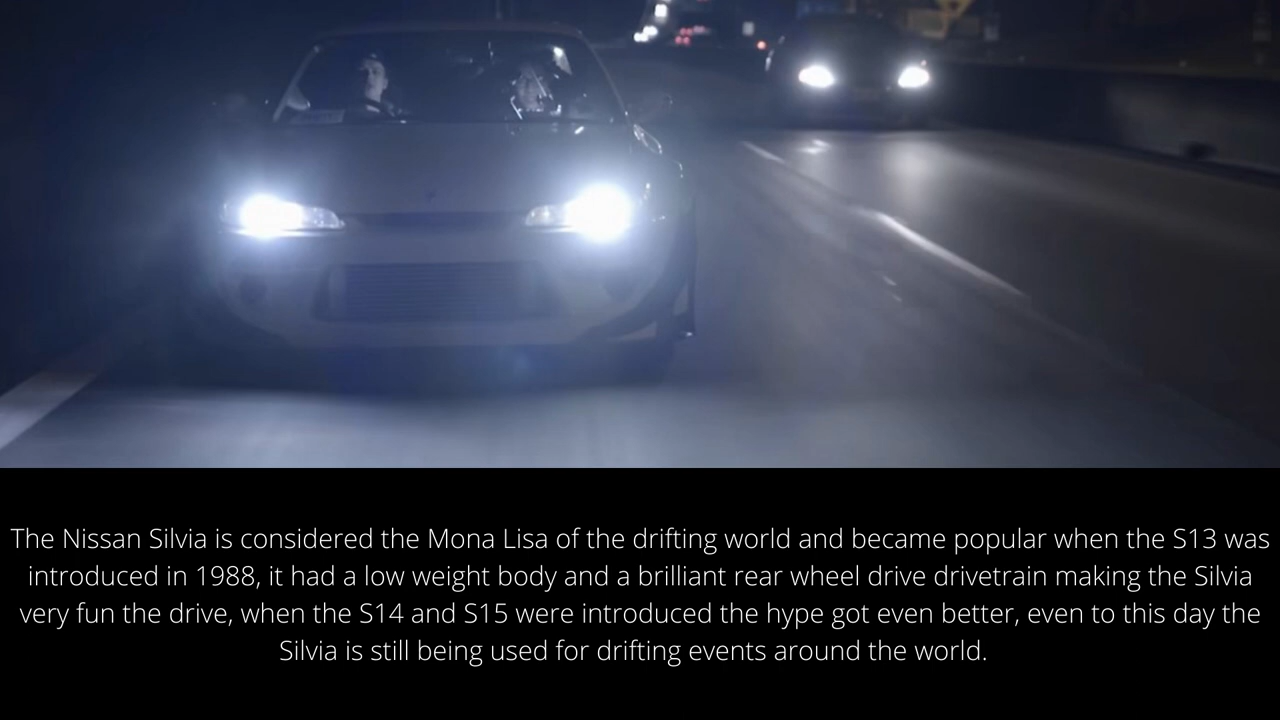 The Nissan Silvia is considered the Mona Lisa of the drifting world and became popular when the S13 was
introduced in 1988, it had a low weight body and a brilliant rear wheel drive drivetrain making the Silvia
very fun the drive, when the S14 and S15 were introduced the hype got even better, even to this day the
Silvia is still being used for drifting events around the world.